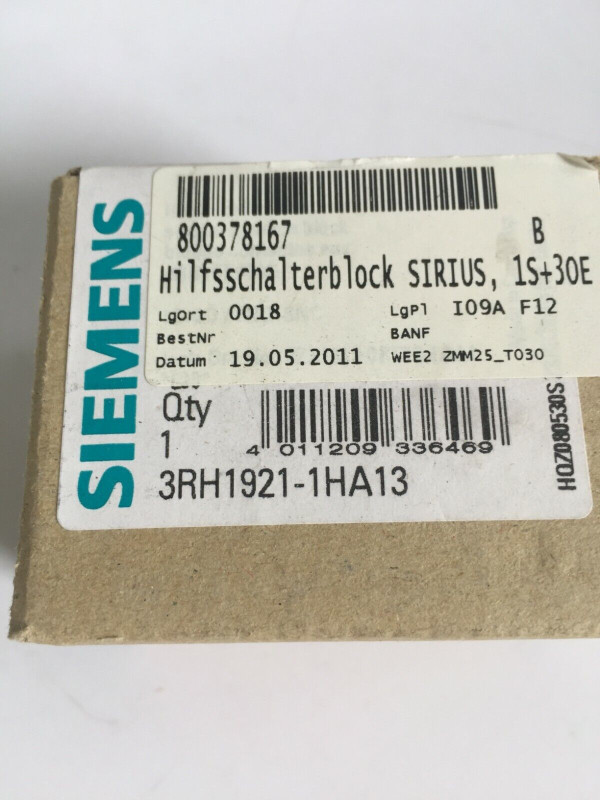 SIEMENS
800378167 B
Hilfsschalterblock SIRIUS, 1S+3OE
LgOrt 0018 LgPl I09A F12
BestNr BANF
Datum 19.05.2011 WEE2 ZMM25_T030
Qty
1
4 011209 336469
3RH1921-1HA13
HQZ080530S